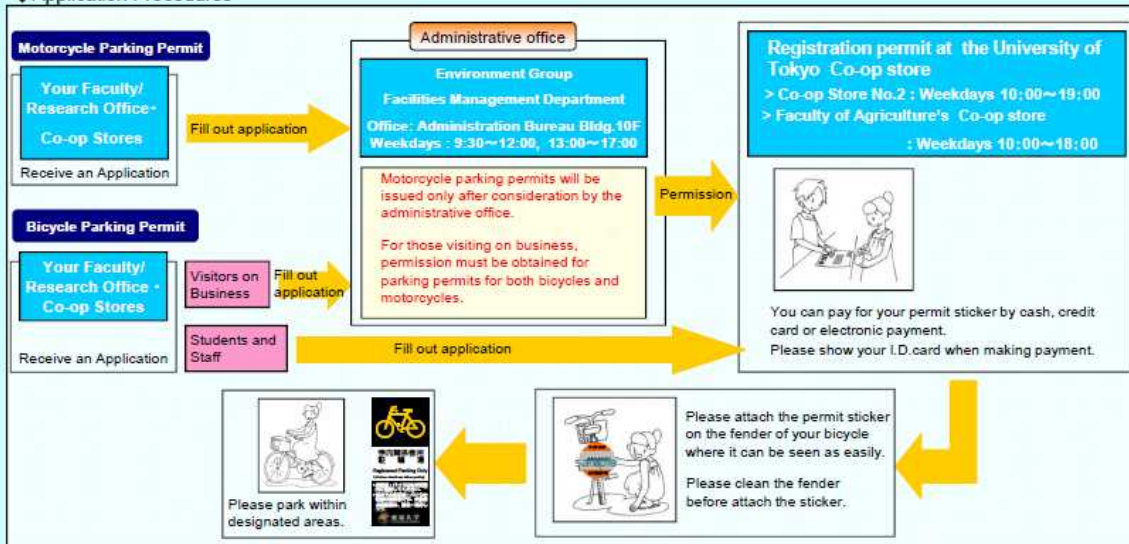 Application Procedures
Motorcycle Parking Permit
Your Faculty/
Research Office・
Co-op Stores
Receive an Application
Fill out application
Administrative office
Environment Group
Facilities Management Department
Office: Administration Bureau Bldg.10F
Weekdays : 9:30～12:00, 13:00～17:00
Motorcycle parking permits will be
issued only after consideration by the
administrative office.
For those visiting on business,
permission must be obtained for
parking permits for both bicycles and
motorcycles.
Permission
Registration permit at the University of
Tokyo Co-op store
> Co-op Store No.2 : Weekdays 10:00～19:00
> Faculty of Agriculture's Co-op store
: Weekdays 10:00～18:00
You can pay for your permit sticker by cash, credit
card or electronic payment.
Please show your I.D.card when making payment.
Bicycle Parking Permit
Your Faculty/
Research Office ・
Co-op Stores
Receive an Application
Visitors on
Business
Fill out
application
Students and
Staff
Fill out application
Please attach the permit sticker
on the fender of your bicycle
where it can be seen as easily.
Please clean the fender
before attach the sticker.
Please park within
designated areas.
Registered Parking Only